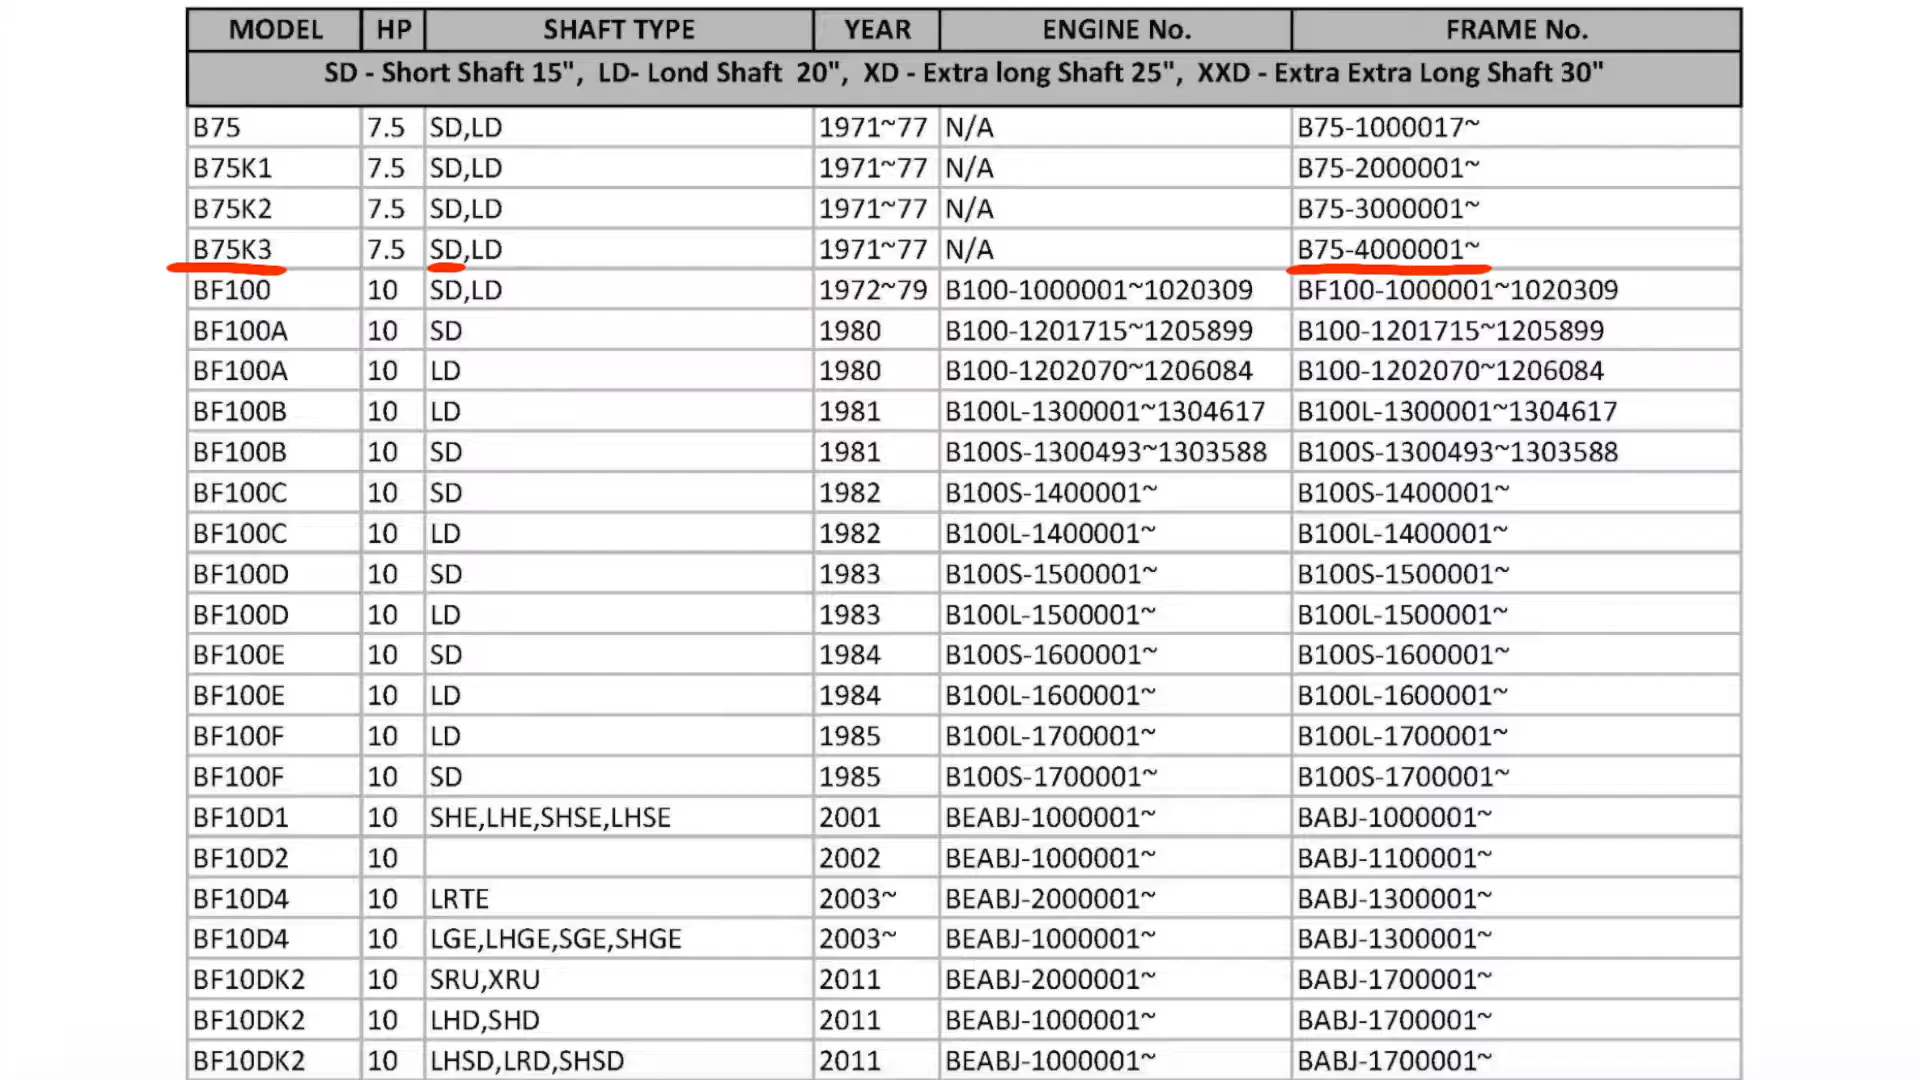 MODEL HP SHAFT TYPE YEAR ENGINE No. FRAME No.
SD - Short Shaft 15", LD- Lond Shaft 20", XD - Extra long Shaft 25", XXD - Extra Extra Long Shaft 30"
B75 7.5 SD,LD 1971~77 N/A B75-1000017~
B75K1 7.5 SD,LD 1971~77 N/A B75-2000001~
B75K2 7.5 SD,LD 1971~77 N/A B75-3000001~
B75K3 7.5 SD,LD 1971~77 N/A B75-4000001~
BF100 10 SD,LD 1972~79 B100-1000001~1020309 BF100-1000001~1020309
BF100A 10 SD 1980 B100-1201715~1205899 B100-1201715~1205899
BF100A 10 LD 1980 B100-1202070~1206084 B100-1202070~1206084
BF100B 10 LD 1981 B100L-1300001~1304617 B100L-1300001~1304617
BF100B 10 SD 1981 B100S-1300493~1303588 B100S-1300493~1303588
BF100C 10 SD 1982 B100S-1400001~ B100S-1400001~
BF100C 10 LD 1982 B100L-1400001~ B100L-1400001~
BF100D 10 SD 1983 B100S-1500001~ B100S-1500001~
BF100D 10 LD 1983 B100L-1500001~ B100L-1500001~
BF100E 10 SD 1984 B100S-1600001~ B100S-1600001~
BF100E 10 LD 1984 B100L-1600001~ B100L-1600001~
BF100F 10 LD 1985 B100L-1700001~ B100L-1700001~
BF100F 10 SD 1985 B100S-1700001~ B100S-1700001~
BF10D1 10 SHE,LHE,SHSE,LHSE 2001 BEABJ-1000001~ BABJ-1000001~
BF10D2 10 2002 BEABJ-1000001~ BABJ-1100001~
BF10D4 10 LRTE 2003~ BEABJ-2000001~ BABJ-1300001~
BF10D4 10 LGE,LHGE,SGE,SHGE 2003~ BEABJ-1000001~ BABJ-1300001~
BF10DK2 10 SRU,XRU 2011 BEABJ-2000001~ BABJ-1700001~
BF10DK2 10 LHD,SHD 2011 BEABJ-1000001~ BABJ-1700001~
BF10DK2 10 LHSD,LRD,SHSD 2011 BEABJ-1000001~ BABJ-1700001~